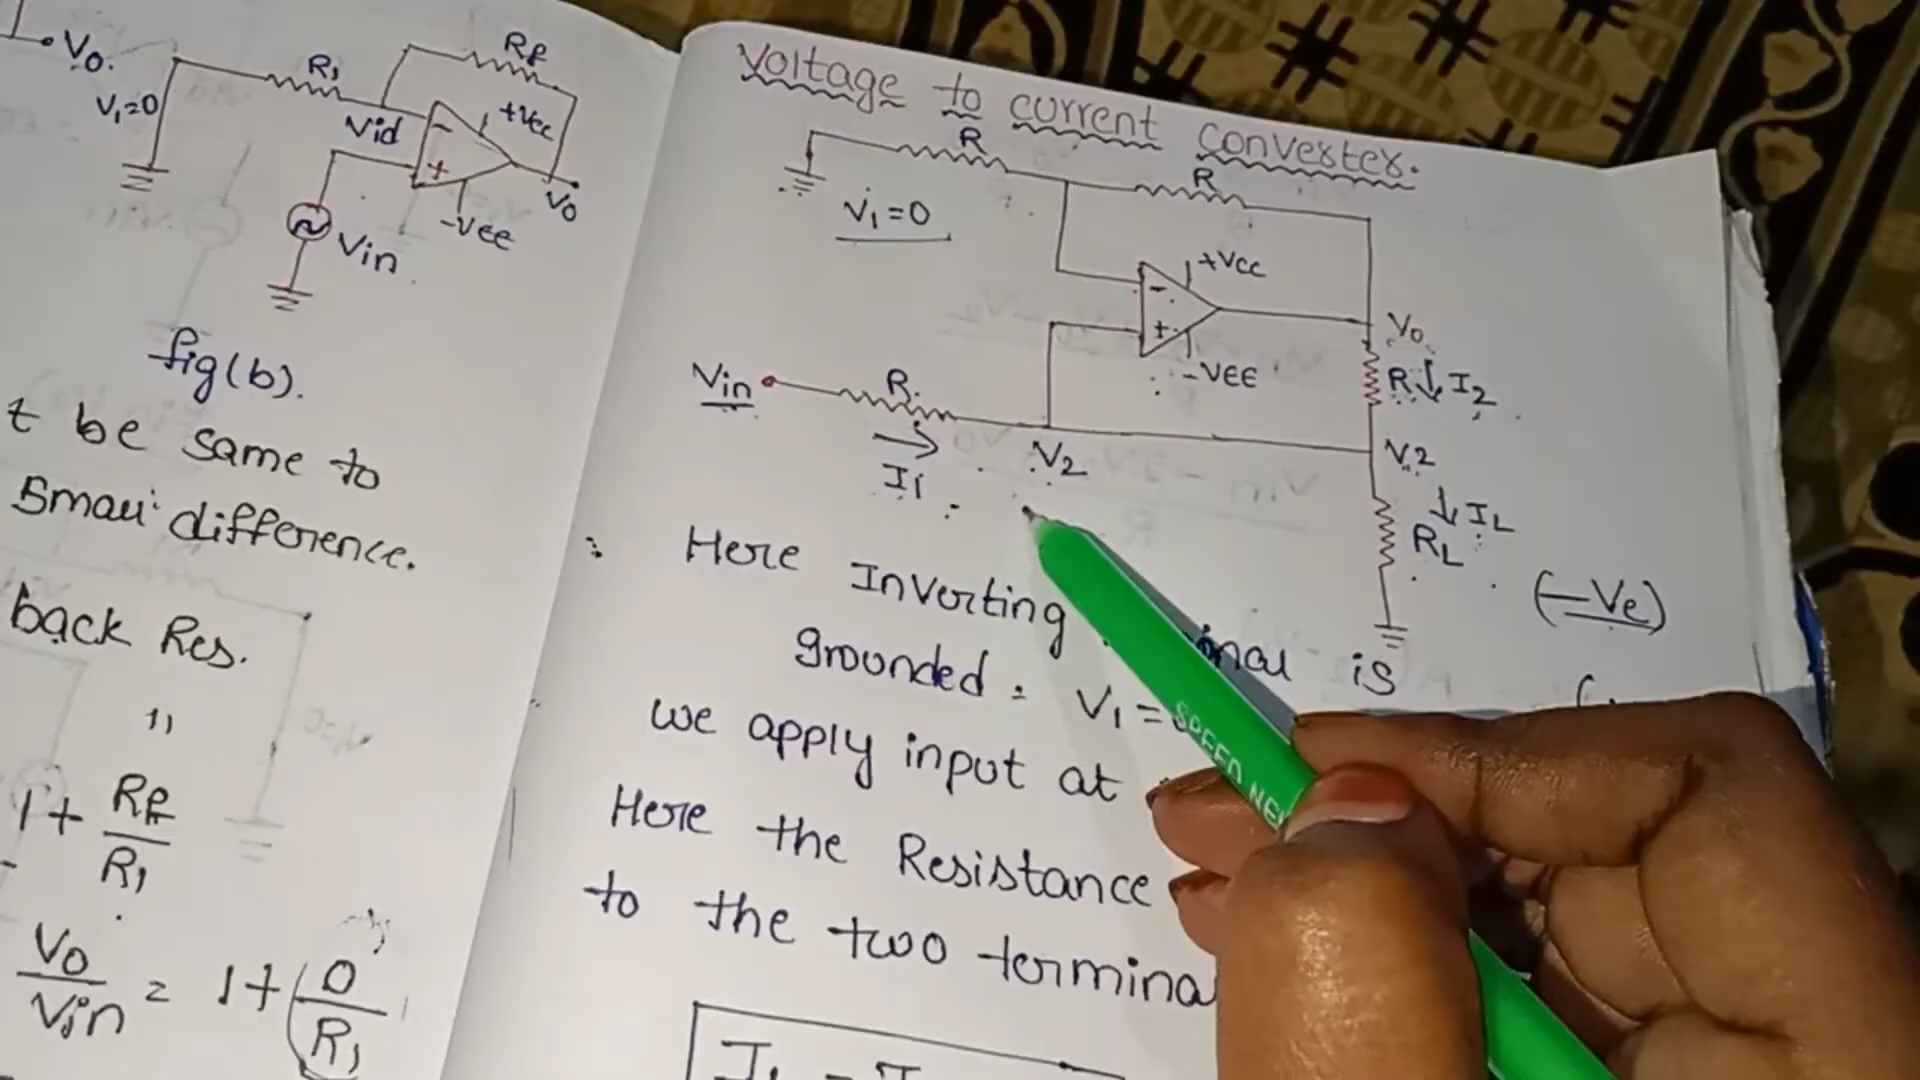 Vo.
V1=0
R1
Rf
Vid
-
+
+Vcc
-VEE
Vo
Vin
fig(b).
t be same to
Small difference.
back Res.
"
1+ Rf
R1
Vo
Vin
= 1+ 0
R1
Voltage to current converter.
R
R
V1=0
-
+
+Vcc
-VEE
Vo
Vin
R
R
I2
I1
V2
V2
IL
RL
(-Ve)
Here Inverting
is
grounded
V1=
we apply input at
Here the Resistance
to the two termina
I1
SPEED